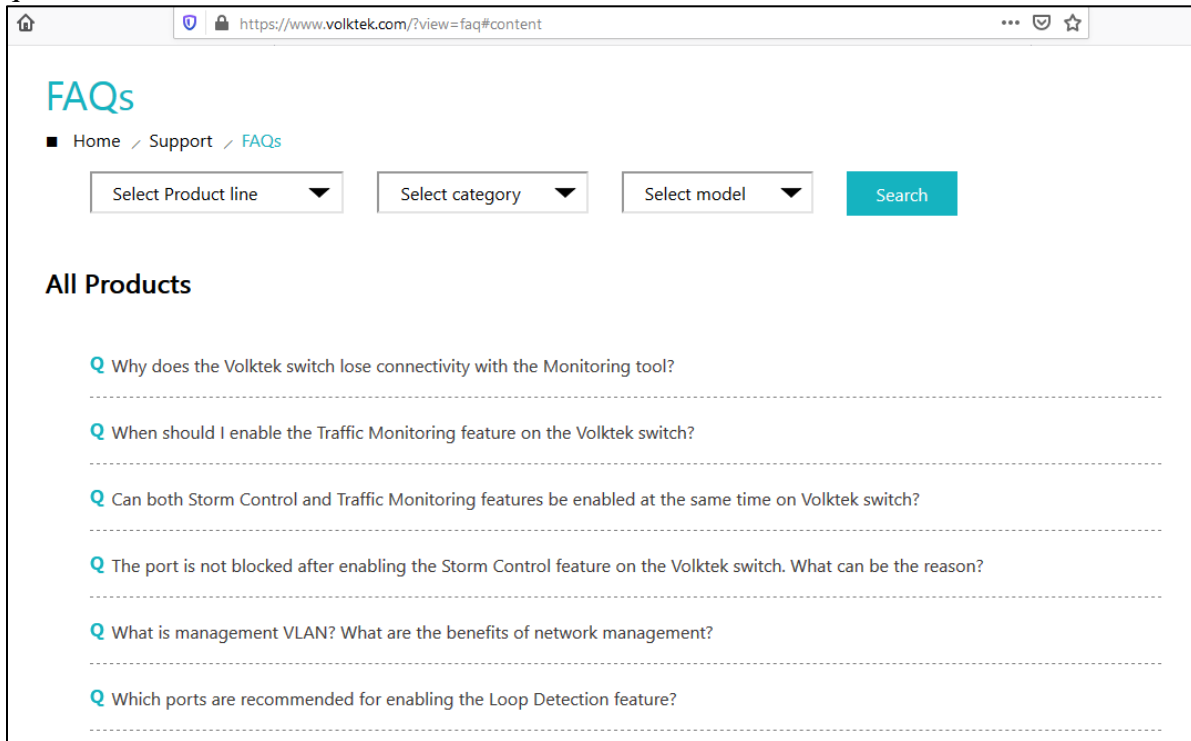 https://www.volktek.com/?view=faq#content
FAQs
Home / Support / FAQs
Select Product line Select category Select model Search
All Products
Q Why does the Volktek switch lose connectivity with the Monitoring tool?
Q When should I enable the Traffic Monitoring feature on the Volktek switch?
Q Can both Storm Control and Traffic Monitoring features be enabled at the same time on Volktek switch?
Q The port is not blocked after enabling the Storm Control feature on the Volktek switch. What can be the reason?
Q What is management VLAN? What are the benefits of network management?
Q Which ports are recommended for enabling the Loop Detection feature?